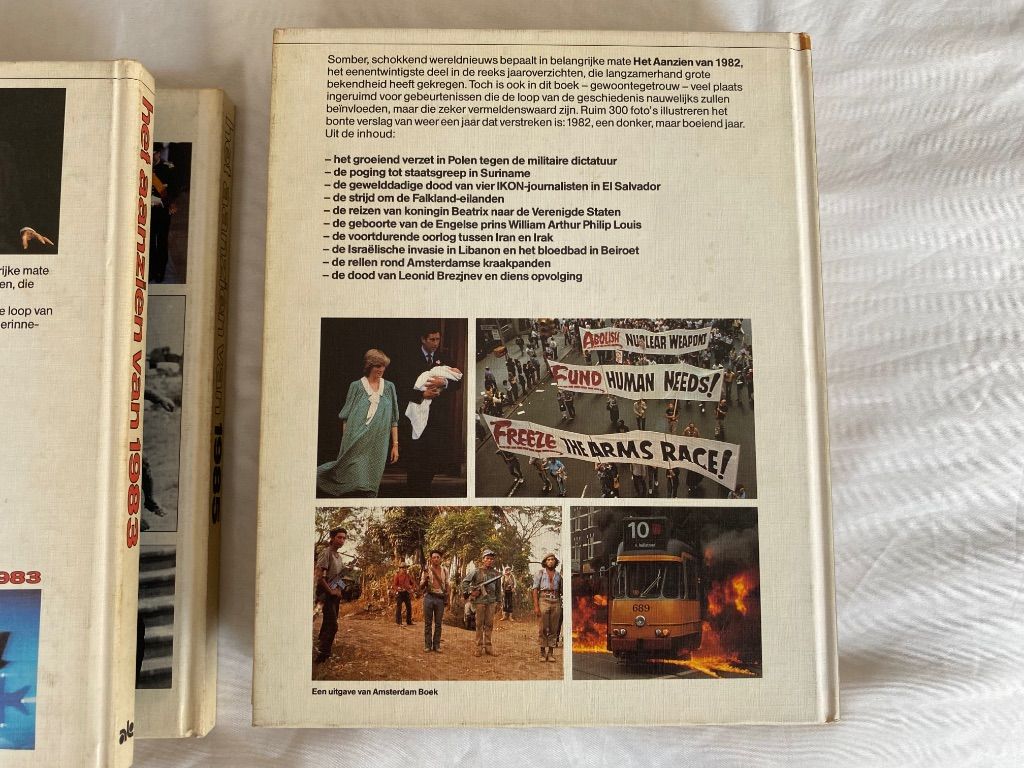 Somber, schokkend wereldnieuws bepaalt in belangrijke mate Het Aanzien van 1982,
het eenentwintigste deel in de reeks jaaroverzichten, die langzamerhand grote
bekendheid heeft gekregen. Toch is ook in dit boek – gewoontegetrouw – veel plaats
ingeruimd voor gebeurtenissen die de loop van de geschiedenis nauwelijks zullen
beïnvloeden, maar die zeker vermeldenswaard zijn. Ruim 300 foto's illustreren het
bonte verslag van weer een jaar dat verstreken is: 1982, een donker, maar boeiend jaar.
Uit de inhoud:
– het groeiend verzet in Polen tegen de militaire dictatuur
– de poging tot staatsgreep in Suriname
– de gewelddadige dood van vier IKON-journalisten in El Salvador
– de strijd om de Falkland-eilanden
– de reizen van koningin Beatrix naar de Verenigde Staten
– de geboorte van de Engelse prins William Arthur Philip Louis
– de voortdurende oorlog tussen Iran en Irak
– de Israëlische invasie in Libanon en het bloedbad in Beiroet
– de rellen rond Amsterdamse kraakpanden
– de dood van Leonid Brezjnev en diens opvolging
ABOLISH NUCLEAR WEAPONS
FUND HUMAN NEEDS!
FREEZE THE ARMS RACE!
10
689
Een uitgave van Amsterdam Boek
het aanzien van 1983
het aanzien van 1985
rijke mate
en, die
e loop van
erinne-
983